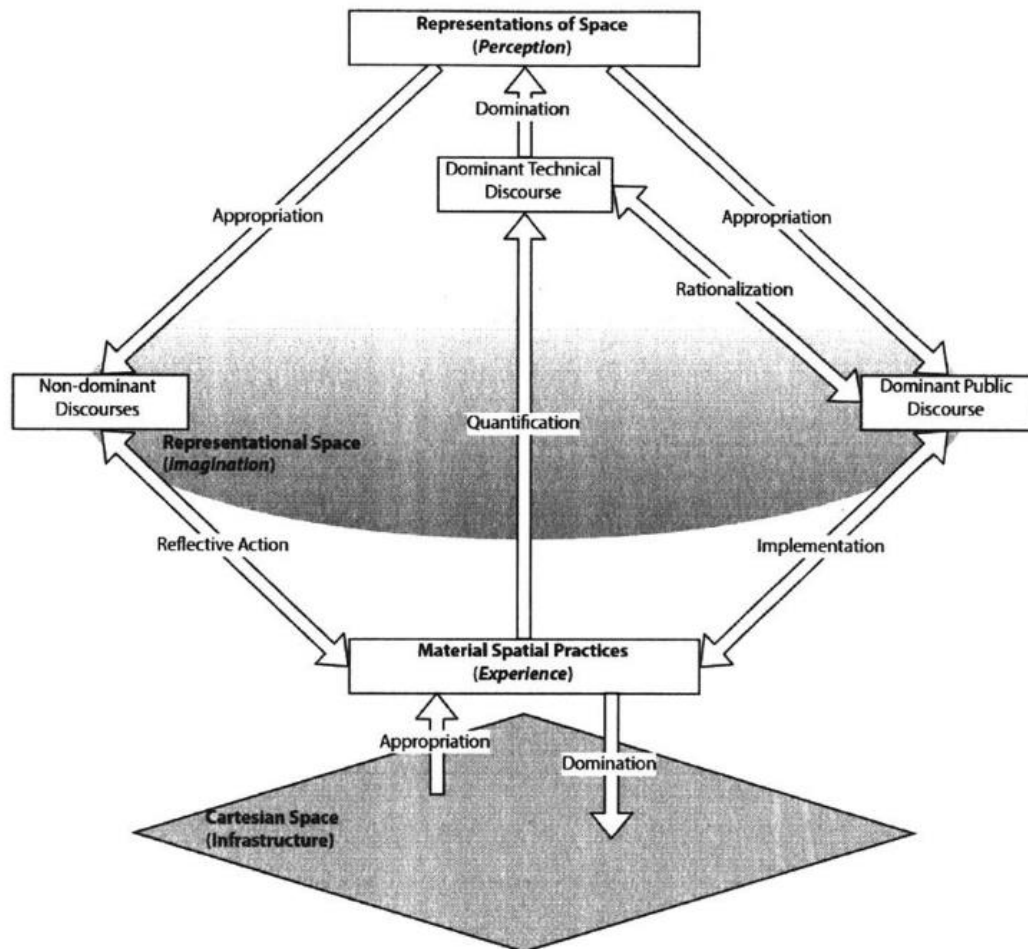 Representations of Space
(Perception)
Domination
Dominant Technical
Discourse
Appropriation
Appropriation
Rationalization
Non-dominant
Discourses
Dominant Public
Discourse
Quantification
Representational Space
(Imagination)
Reflective Action
Implementation
Material Spatial Practices
(Experience)
Appropriation
Domination
Cartesian Space
(Infrastructure)